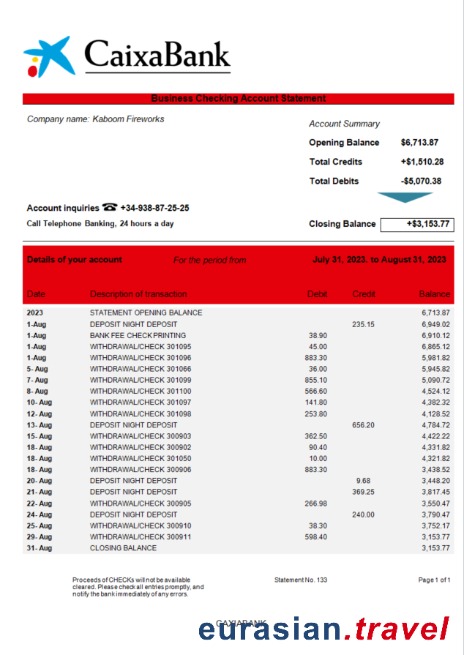 CaixaBank
Business Checking Account Statement
Company name: Kaboom Fireworks
Account Summary
Opening Balance $6,713.87
Total Credits +$1,510.28
Total Debits -$5,070.38
Account inquiries ☎ +34-938-87-25-25
Call Telephone Banking, 24 hours a day
Closing Balance +$3,153.77
Details of your account For the period from July 31, 2023, to August 31, 2023
Date Description of transaction Debit Credit Balance
2023 STATEMENT OPENING BALANCE 6,713.87
1-Aug DEPOSIT NIGHT DEPOSIT 235.15 6,949.02
1-Aug BANK FEE CHECK PRINTING 38.90 6,910.12
1-Aug WITHDRAWAL/CHECK 301095 45.00 6,865.12
1-Aug WITHDRAWAL/CHECK 301096 883.30 5,981.82
5- Aug WITHDRAWAL/CHECK 301066 36.00 5,945.82
7- Aug WITHDRAWAL/CHECK 301099 855.10 5,090.72
8- Aug WITHDRAWAL/CHECK 301100 566.60 4,524.12
10- Aug WITHDRAWAL/CHECK 301097 141.80 4,382.32
12- Aug WITHDRAWAL/CHECK 301098 253.80 4,128.52
13- Aug DEPOSIT NIGHT DEPOSIT 656.20 4,784.72
15- Aug WITHDRAWAL/CHECK 300903 362.50 4,422.22
18- Aug WITHDRAWAL/CHECK 300902 90.40 4,331.82
18- Aug WITHDRAWAL/CHECK 301050 10.00 4,321.82
18- Aug WITHDRAWAL/CHECK 300906 883.30 3,438.52
20- Aug DEPOSIT NIGHT DEPOSIT 9.68 3,448.20
21- Aug DEPOSIT NIGHT DEPOSIT 369.25 3,817.45
22- Aug WITHDRAWAL/CHECK 300905 266.98 3,550.47
24- Aug DEPOSIT NIGHT DEPOSIT 240.00 3,790.47
25- Aug WITHDRAWAL/CHECK 300910 38.30 3,752.17
29- Aug WITHDRAWAL/CHECK 300911 598.40 3,153.77
31- Aug CLOSING BALANCE 3,153.77
Proceeds of CHECKs will not be available
cleared. Please check all entries promptly, and
notify the bank immediately of any errors.
Statement No. 133
Page 1 of 1
eurasian.travel